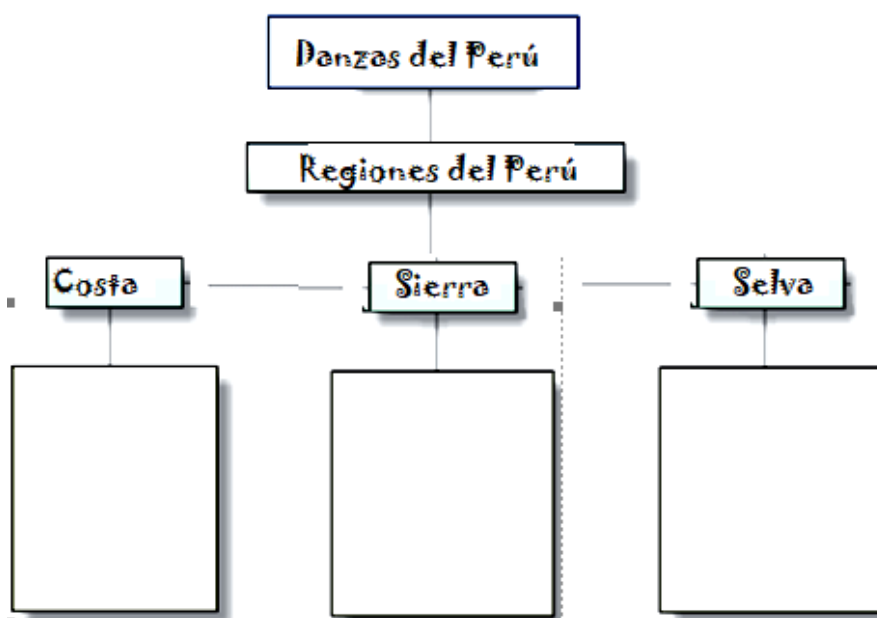 Danzas del Perú
Regiones del Perú
Costa
Sierra
Selva